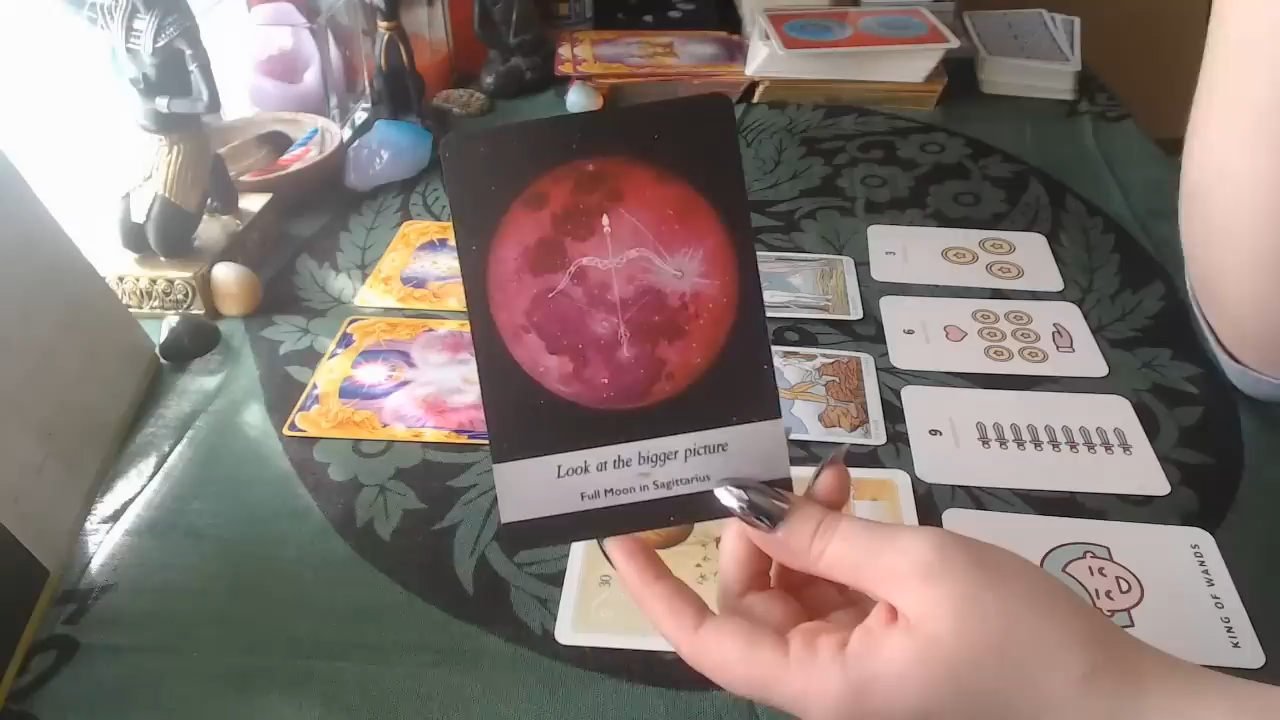 Look at the bigger picture
Full Moon in Sagittarius
3
6
9
KING OF WANDS
30